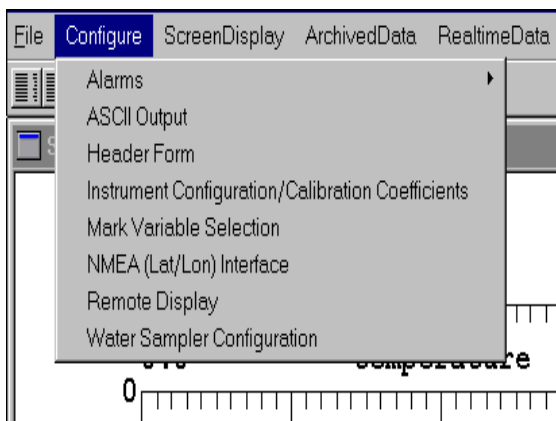 File Configure ScreenDisplay ArchivedData RealtimeData
Alarms
ASCII Output
Header Form
Instrument Configuration/Calibration Coefficients
Mark Variable Selection
NMEA (Lat/Lon) Interface
Remote Display
Water Sampler Configuration
0